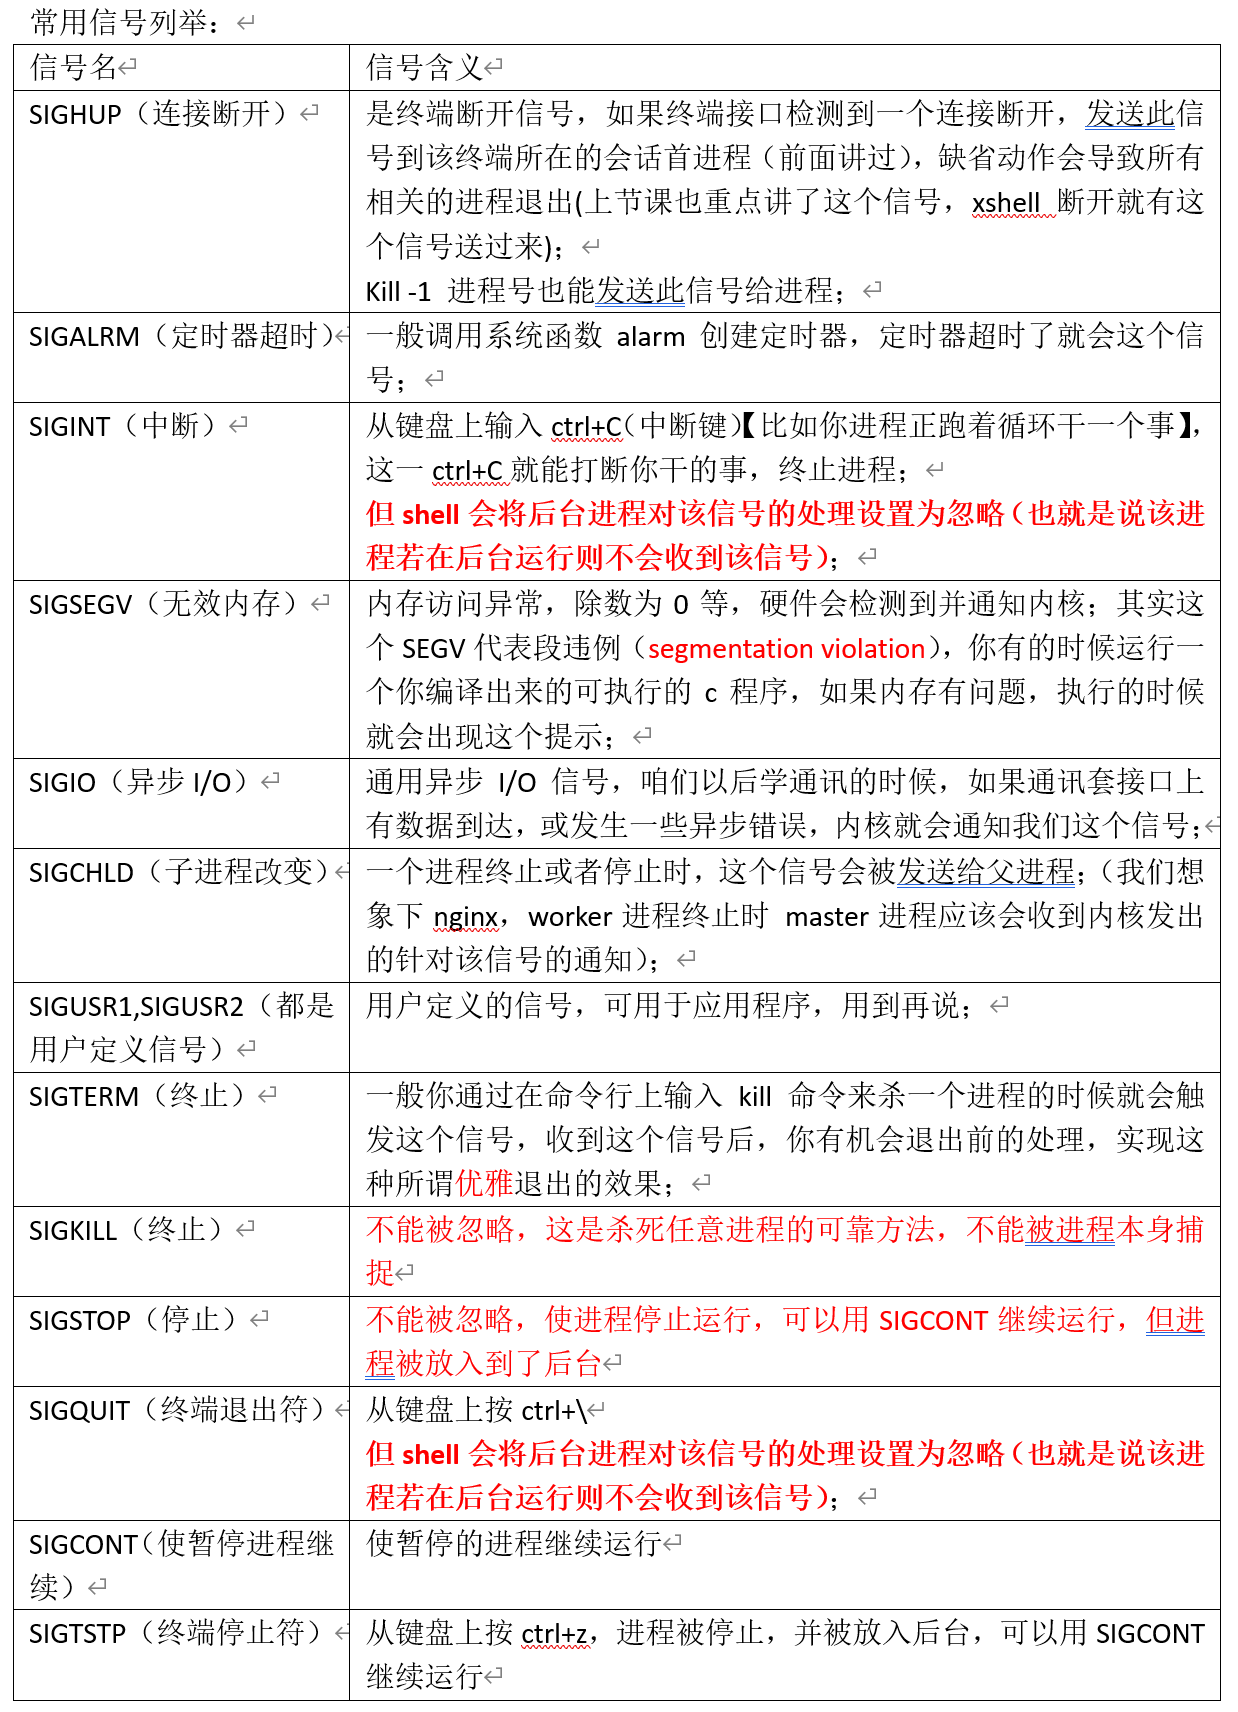 常用信号列举：
信号名
信号含义
SIGHUP（连接断开）
是终端断开信号，如果终端接口检测到一个连接断开，发送此信
号到该终端所在的会话首进程（前面讲过），缺省动作会导致所有
相关的进程退出(上节课也重点讲了这个信号，xshell 断开就有这
个信号送过来)；
Kill -1 进程号也能发送此信号给进程；
SIGALRM（定时器超时）
一般调用系统函数 alarm 创建定时器，定时器超时了就会这个信
号；
SIGINT（中断）
从键盘上输入 ctrl+C（中断键）【比如你进程正跑着循环干一个事】，
这一 ctrl+C 就能打断你干的事，终止进程；
但 shell 会将后台进程对该信号的处理设置为忽略（也就是说该进
程若在后台运行则不会收到该信号）；
SIGSEGV（无效内存）
内存访问异常，除数为 0 等，硬件会检测到并通知内核；其实这
个 SEGV 代表段违例（segmentation violation），你有的时候运行一
个你编译出来的可执行的 c 程序，如果内存有问题，执行的时候
就会出现这个提示；
SIGIO（异步 I/O）
通用异步 I/O 信号，咱们以后学通讯的时候，如果通讯套接口上
有数据到达，或发生一些异步错误，内核就会通知我们这个信号；
SIGCHLD（子进程改变）
一个进程终止或者停止时，这个信号会被发送给父进程；（我们想
象下 nginx，worker 进程终止时 master 进程应该会收到内核发出
的针对该信号的通知）；
SIGUSR1,SIGUSR2（都是
用户定义信号）
用户定义的信号，可用于应用程序，用到再说；
SIGTERM（终止）
一般你通过在命令行上输入 kill 命令来杀一个进程的时候就会触
发这个信号，收到这个信号后，你有机会退出前的处理，实现这
种所谓优雅退出的效果；
SIGKILL（终止）
不能被忽略，这是杀死任意进程的可靠方法，不能被进程本身捕
捉
SIGSTOP（停止）
不能被忽略，使进程停止运行，可以用 SIGCONT 继续运行，但进
程被放入到了后台
SIGQUIT（终端退出符）
从键盘上按 ctrl+\
但 shell 会将后台进程对该信号的处理设置为忽略（也就是说该进
程若在后台运行则不会收到该信号）；
SIGCONT（使暂停进程继
续）
使暂停的进程继续运行
SIGTSTP（终端停止符）
从键盘上按 ctrl+z，进程被停止，并被放入后台，可以用 SIGCONT
继续运行